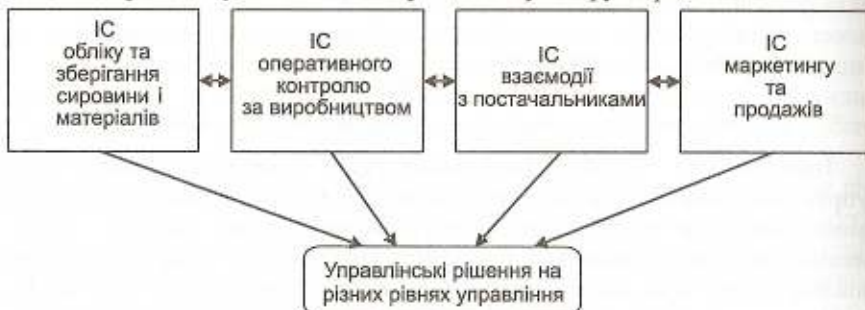 ІС
обліку та
зберігання
сировини і
матеріалів
ІС
оперативного
контролю
за виробництвом
ІС
взаємодії
з постачальниками
ІС
маркетингу
та
продажів
Управлінські рішення на
різних рівнях управління